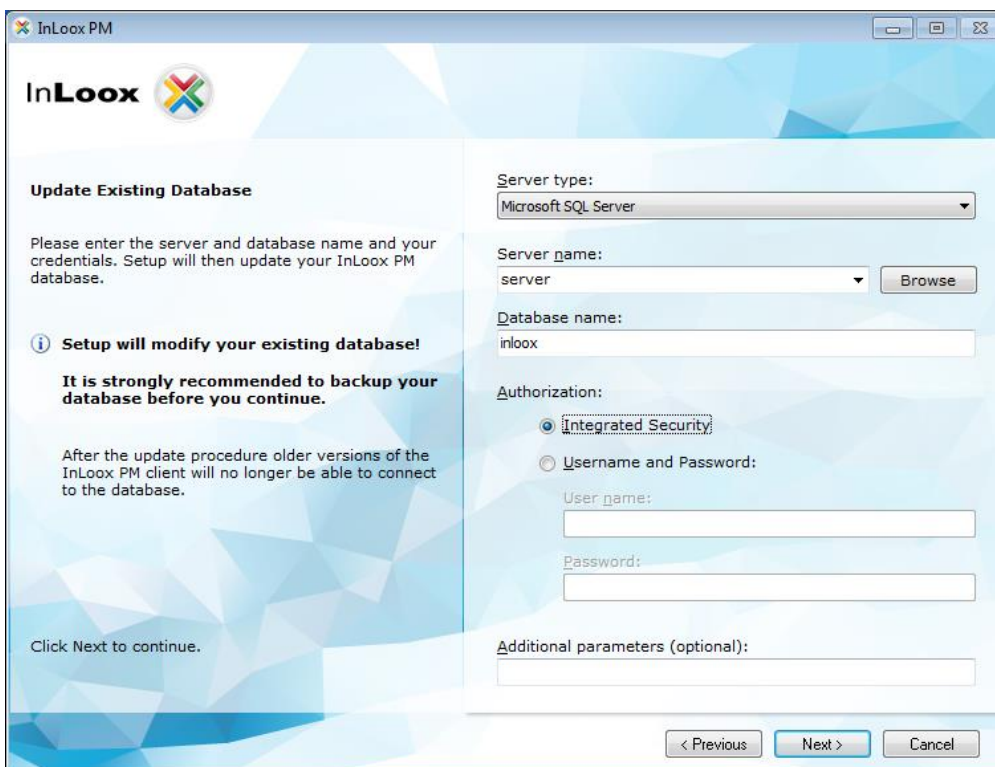 InLoox PM
InLoox
Update Existing Database
Please enter the server and database name and your
credentials. Setup will then update your InLoox PM
database.
Setup will modify your existing database!
It is strongly recommended to backup your
database before you continue.
After the update procedure older versions of the
InLoox PM client will no longer be able to connect
to the database.
Click Next to continue.
Server type:
Microsoft SQL Server
Server name:
server
Browse
Database name:
inloox
Authorization:
Integrated Security
Username and Password:
User name:
Password:
Additional parameters (optional):
< Previous
Next >
Cancel